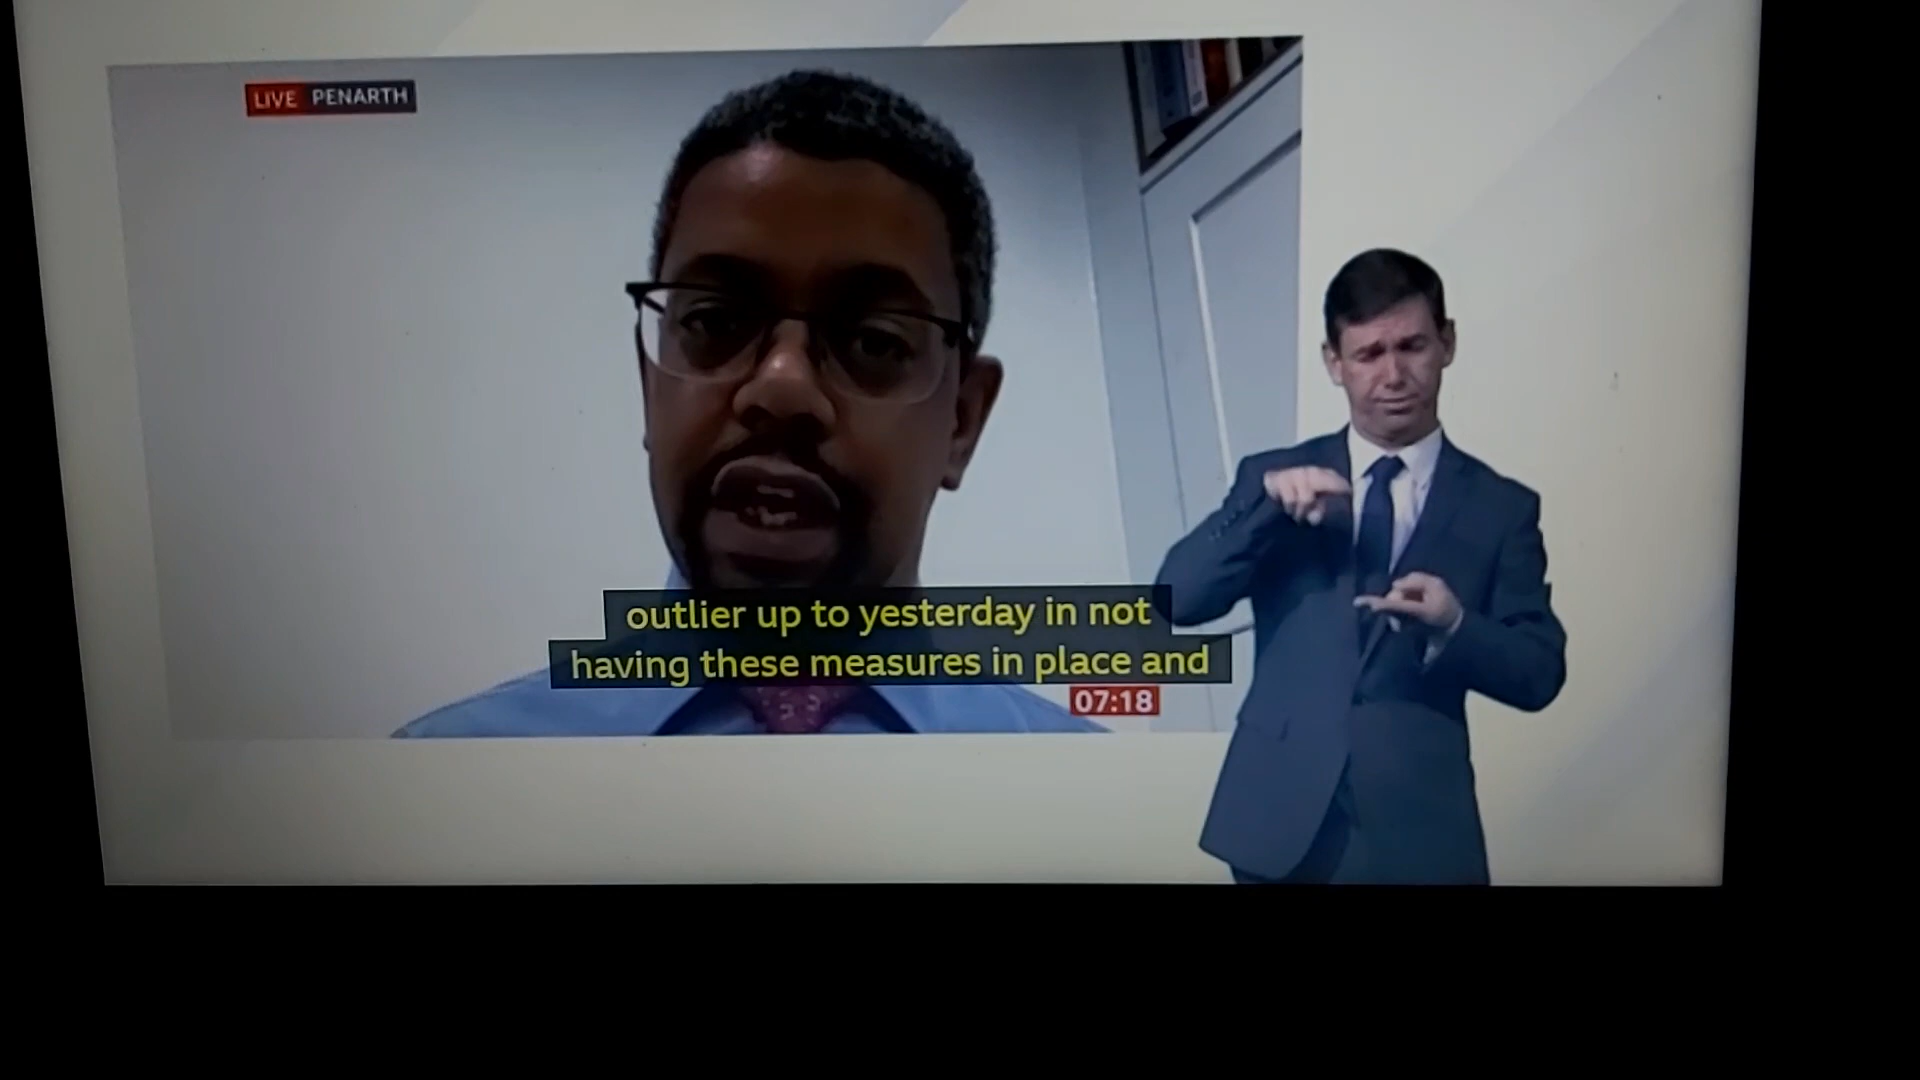 LIVE PENARTH
outlier up to yesterday in not
having these measures in place and
07:18